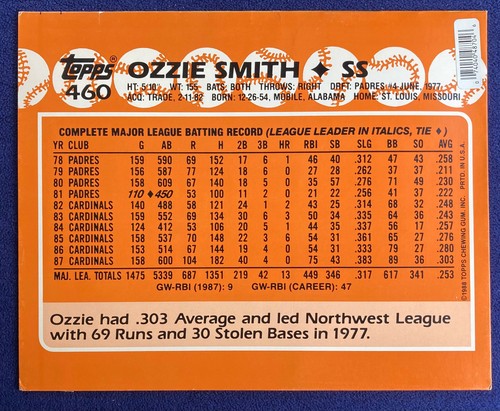 Topps®
460
OZZIE SMITH ♦ SS
HT: 5'10" WT: 155 BATS: BOTH THROWS: RIGHT DRFT: PADRES #4-JUNE, 1977
ACQ: TRADE, 2-11-82 BORN: 12-26-54, MOBILE, ALABAMA HOME: ST. LOUIS, MISSOURI
COMPLETE MAJOR LEAGUE BATTING RECORD (LEAGUE LEADER IN ITALICS, TIE ♦)
YR CLUB G AB R H 2B 3B HR RBI SB SLG BB SO AVG
78 PADRES 159 590 69 152 17 6 1 46 40 .312 47 43 .258
79 PADRES 156 587 77 124 18 6 0 27 28 .262 37 37 .211
80 PADRES 158 609 67 140 18 5 0 35 57 .276 71 49 .230
81 PADRES 110 ♦450 53 100 11 2 0 21 22 .256 41 37 .222
82 CARDINALS 140 488 58 121 24 1 2 43 25 .314 68 32 .248
83 CARDINALS 159 552 69 134 30 6 3 50 34 .335 64 36 .243
84 CARDINALS 124 412 53 106 20 5 1 44 35 .337 56 17 .257
85 CARDINALS 158 537 70 148 22 3 6 54 31 .361 65 27 .276
86 CARDINALS 153 514 67 144 19 4 0 54 31 .333 79 27 .280
87 CARDINALS 158 600 104 182 40 4 0 75 43 .383 89 36 .303
MAJ. LEA. TOTALS 1475 5339 687 1351 219 42 13 449 346 .317 617 341 .253
GW-RBI (1987): 9 GW-RBI (CAREER): 47
Ozzie had .303 Average and led Northwest League
with 69 Runs and 30 Stolen Bases in 1977.
©1988 TOPPS CHEWING GUM, INC. PRTD. IN U.S.A.